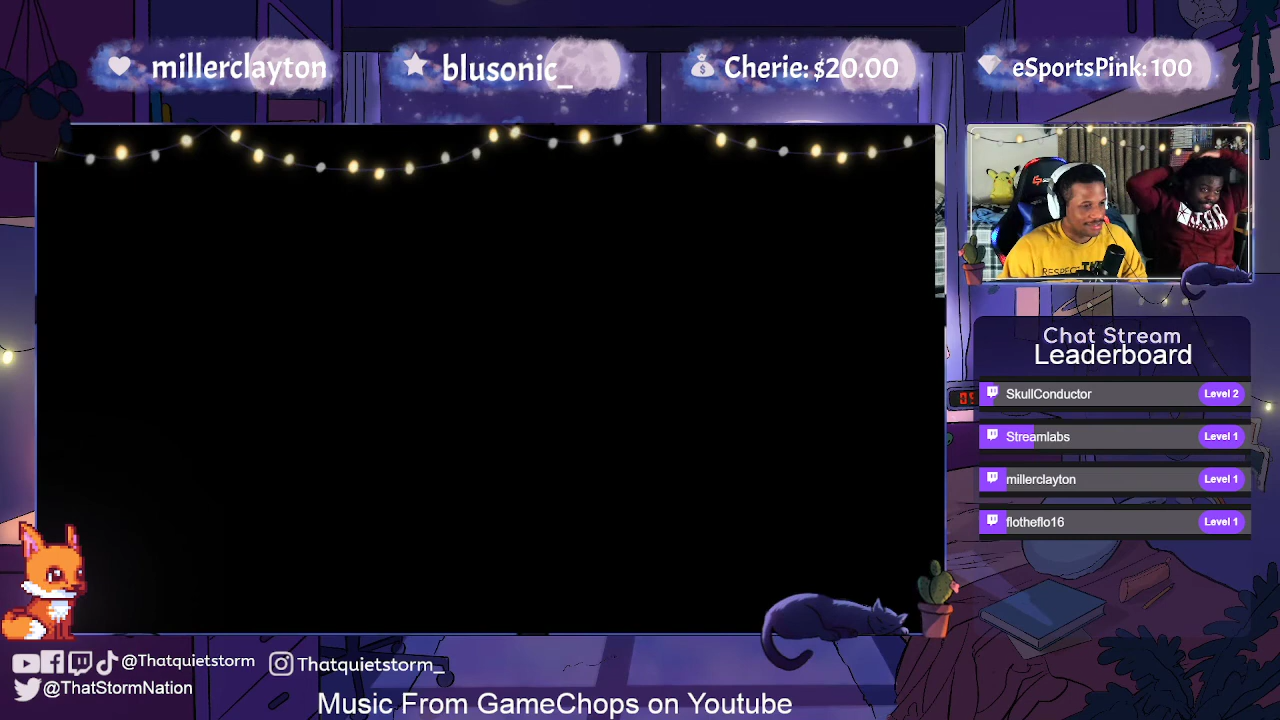 millerclayton
blusonic_
Cherie: $20.00
eSportsPink: 100
RESPECT
Chat Stream
Leaderboard
SkullConductor
Level 2
Streamlabs
Level 1
millerclayton
Level 1
flotheflo16
Level 1
@Thatquietstorm
Thatquietstorm_
@ThatStormNation
Music From GameChops on Youtube